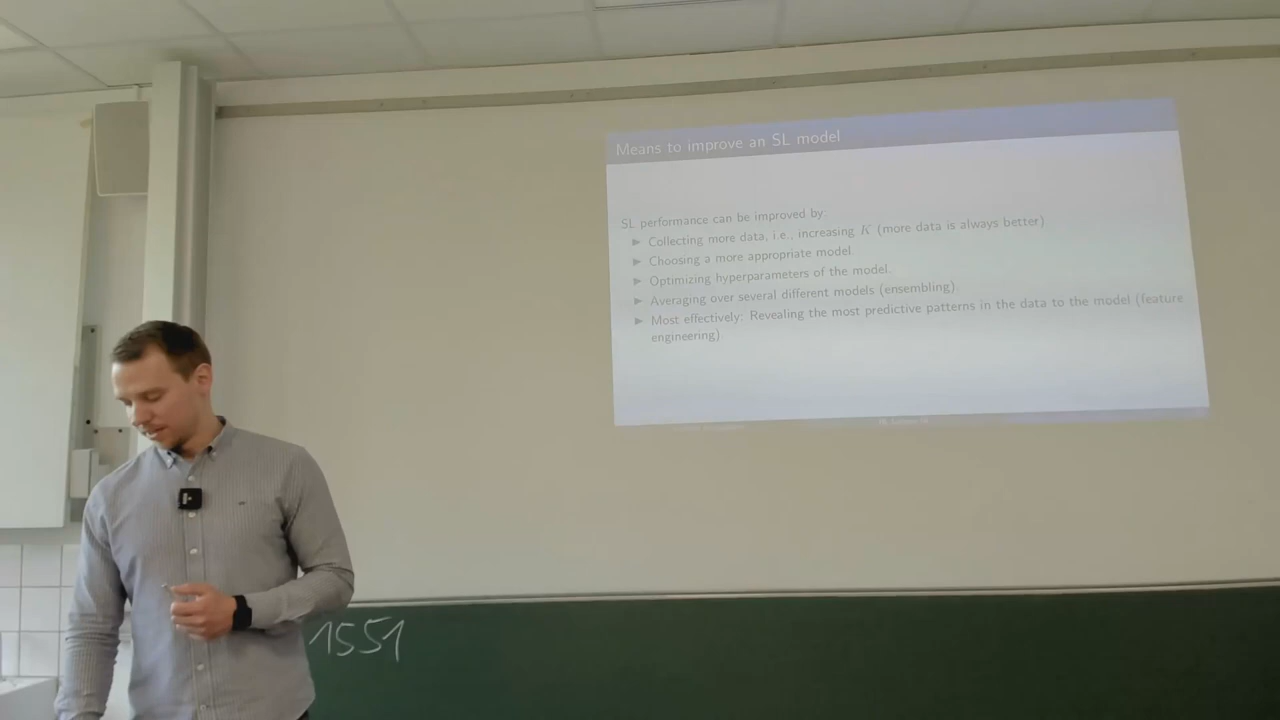 Means to improve an SL model
SL performance can be improved by:
► Collecting more data, i.e., increasing K (more data is always better)
► Choosing a more appropriate model.
► Optimizing hyperparameters of the model.
► Averaging over several different models (ensembling)
► Most effectively: Revealing the most predictive patterns in the data to the model (feature
engineering).
1551